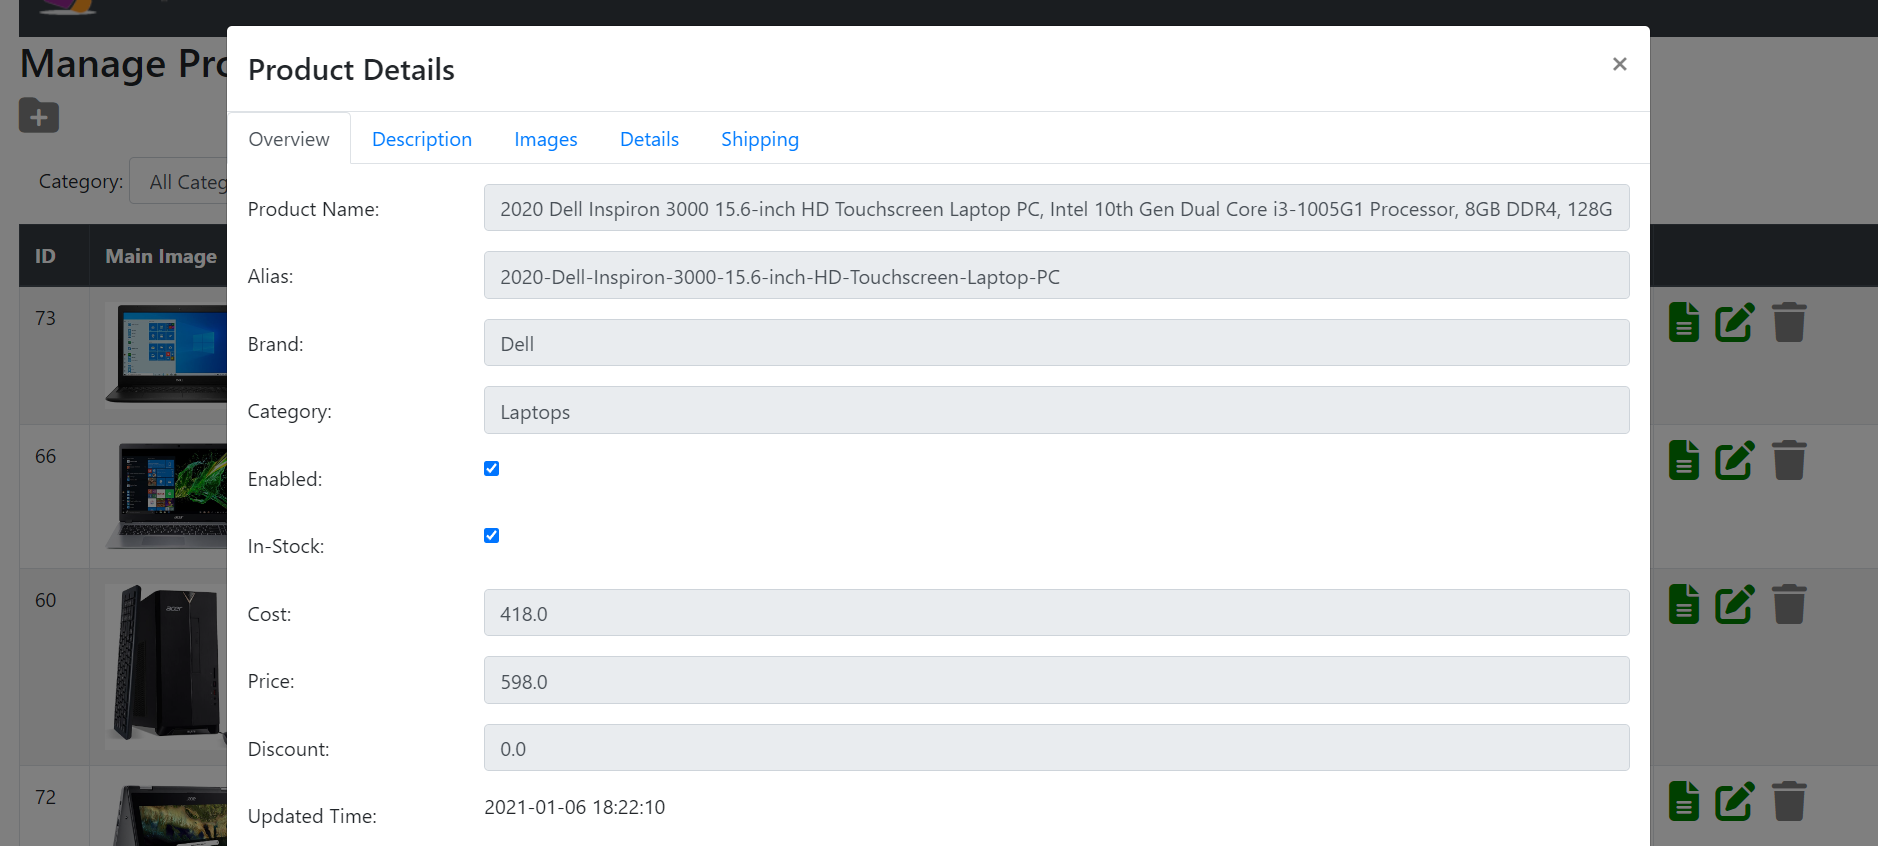 Manage Pro
Product Details
×
Overview Description Images Details Shipping
Category: All Categ
Product Name: 2020 Dell Inspiron 3000 15.6-inch HD Touchscreen Laptop PC, Intel 10th Gen Dual Core i3-1005G1 Processor, 8GB DDR4, 128G
ID Main Image
Alias: 2020-Dell-Inspiron-3000-15.6-inch-HD-Touchscreen-Laptop-PC
73
Brand: Dell
Category: Laptops
66
Enabled:
In-Stock:
60
acer
Cost: 418.0
Price: 598.0
Discount: 0.0
72
Updated Time: 2021-01-06 18:22:10